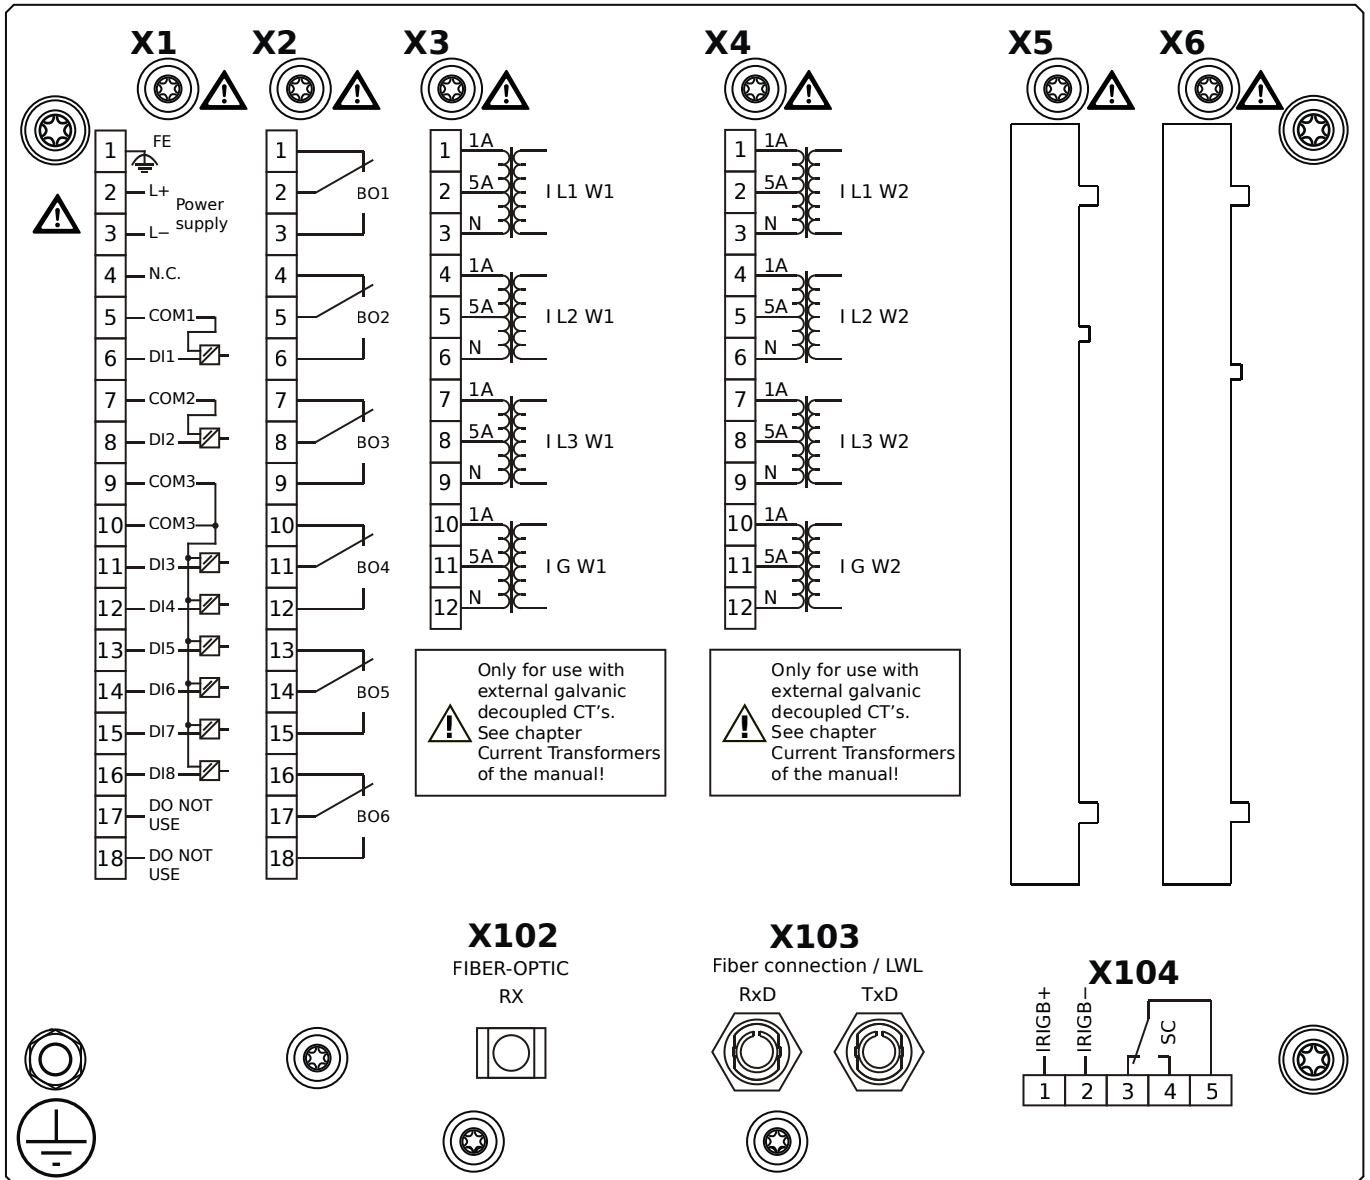 X1 X2 X3 X4 X5 X6
1 FE
2 L+
Power
supply
3 L−
4 N.C.
5 COM1
6 DI1
7 COM2
8 DI2
9 COM3
10 COM3
11 DI3
12 DI4
13 DI5
14 DI6
15 DI7
16 DI8
17 DO NOT
USE
18 DO NOT
USE
1
2 BO1
3
4
5 BO2
6
7
8 BO3
9
10
11 BO4
12
13
14 BO5
15
16
17 BO6
18
1 1A
2 5A I L1 W1
3 N
4 1A
5 5A I L2 W1
6 N
7 1A
8 5A I L3 W1
9 N
10 1A
11 5A I G W1
12 N
Only for use with
external galvanic
decoupled CT's.
See chapter
Current Transformers
of the manual!
1 1A
2 5A I L1 W2
3 N
4 1A
5 5A I L2 W2
6 N
7 1A
8 5A I L3 W2
9 N
10 1A
11 5A I G W2
12 N
Only for use with
external galvanic
decoupled CT's.
See chapter
Current Transformers
of the manual!
X102
FIBER-OPTIC
RX
X103
Fiber connection / LWL
RxD TxD
X104
IRIGB+
IRIGB−
SC
1 2 3 4 5